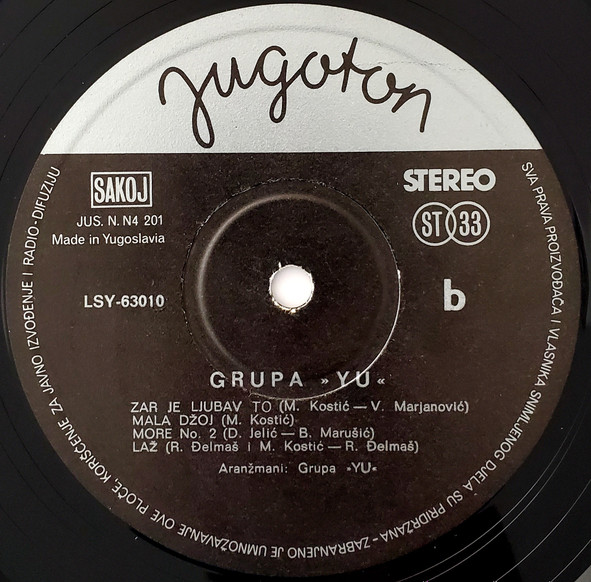 jugoton
SAKOJ
JUS. N. N4 201
Made in Yugoslavia
LSY-63010
STEREO
ST 33
b
GRUPA »YU«
ZAR JE LJUBAV TO (M. Kostić — V. Marjanović)
MALA DŽOJ (M. Kostić)
MORE No. 2 (D. Jelić — B. Marušić)
LAŽ (R. Đelmaš i M. Kostić — R. Đelmaš)
Aranžmani: Grupa »YU«
SVA PRAVA PROIZVOĐAČA I VLASNIKA SNIMLJENOG DJELA SU PRIDRŽANA - ZABRANJENO JE UMNOŽAVANJE OVE PLOČE, KORIŠĆENJE ZA JAVNO IZVOĐENJE I RADIO-DIFUZIJU